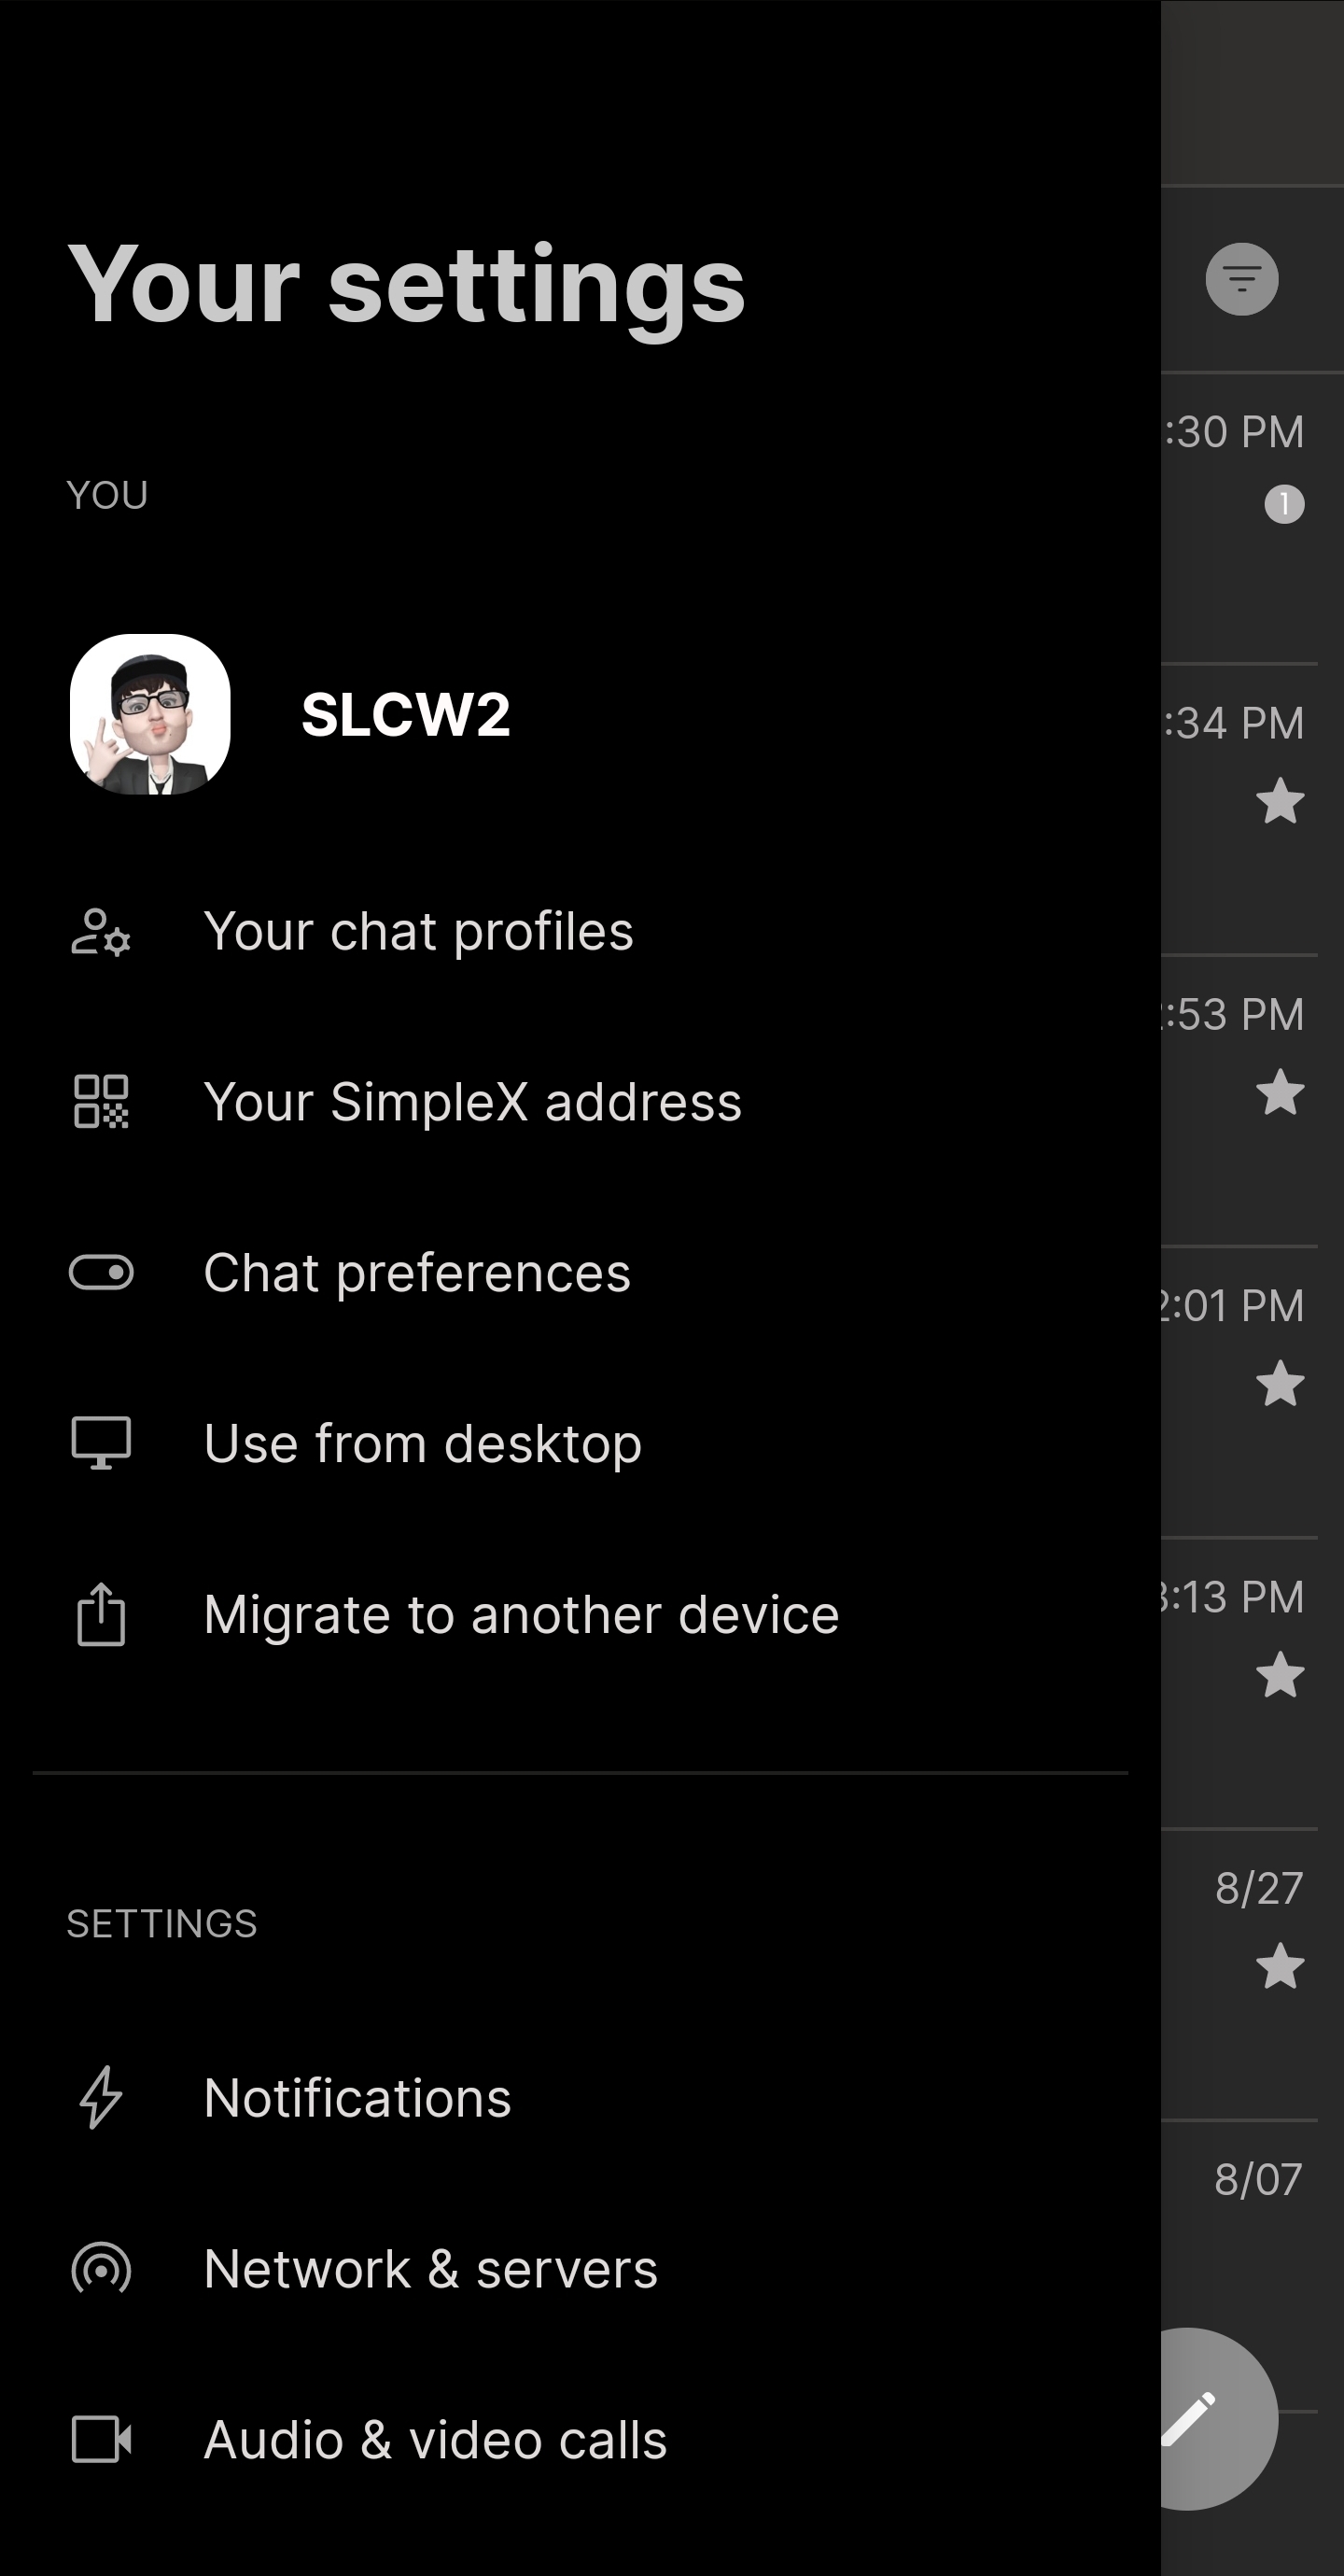 Your settings
YOU
SLCW2
Your chat profiles
Your SimpleX address
Chat preferences
Use from desktop
Migrate to another device
SETTINGS
Notifications
Network & servers
Audio & video calls
:30 PM
1
:34 PM
:53 PM
2:01 PM
3:13 PM
8/27
8/07